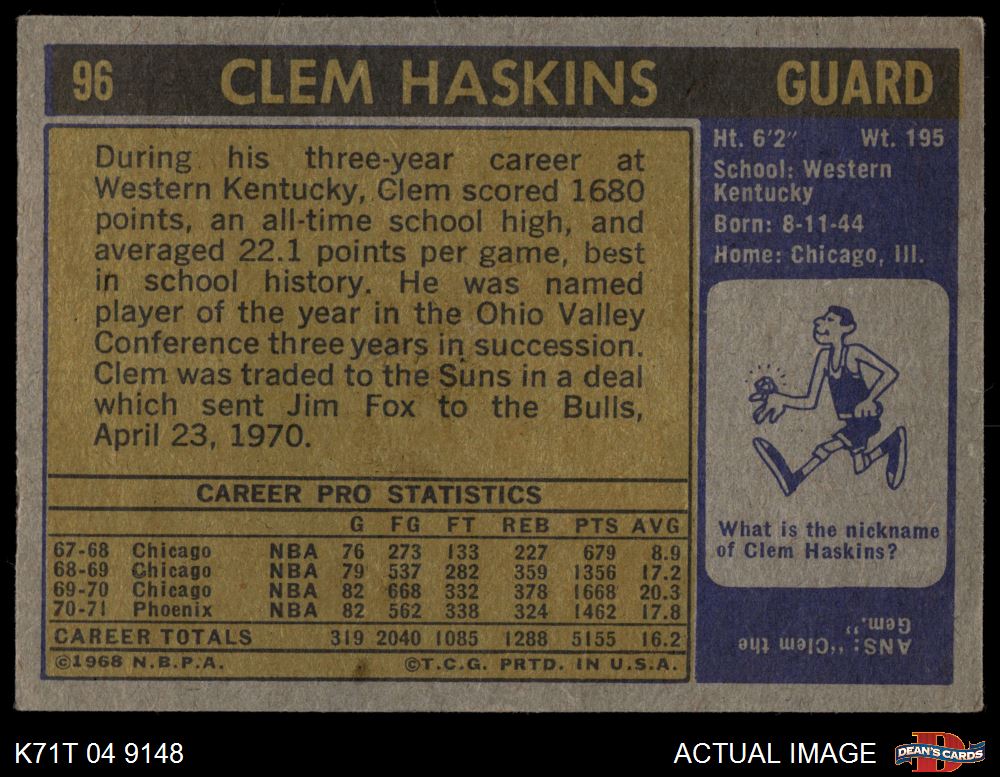 96 CLEM HASKINS GUARD
During his three-year career at
Western Kentucky, Clem scored 1680
points, an all-time school high, and
averaged 22.1 points per game, best
in school history. He was named
player of the year in the Ohio Valley
Conference three years in succession.
Clem was traded to the Suns in a deal
which sent Jim Fox to the Bulls,
April 23, 1970.
CAREER PRO STATISTICS
G FG FT REB PTS AVG
67-68 Chicago NBA 76 273 133 227 679 8.9
68-69 Chicago NBA 79 537 282 359 1356 17.2
69-70 Chicago NBA 82 668 332 378 1668 20.3
70-71 Phoenix NBA 82 562 338 324 1462 17.8
CAREER TOTALS 319 2040 1085 1288 5155 16.2
©1968 N.B.P.A. ©T.C.G. PRTD. IN U.S.A.
Ht. 6'2" Wt. 195
School: Western
Kentucky
Born: 8-11-44
Home: Chicago, Ill.
What is the nickname
of Clem Haskins?
ANS: "Clem the
Gem."
K71T 04 9148 ACTUAL IMAGE
D
DEAN'S CARDS